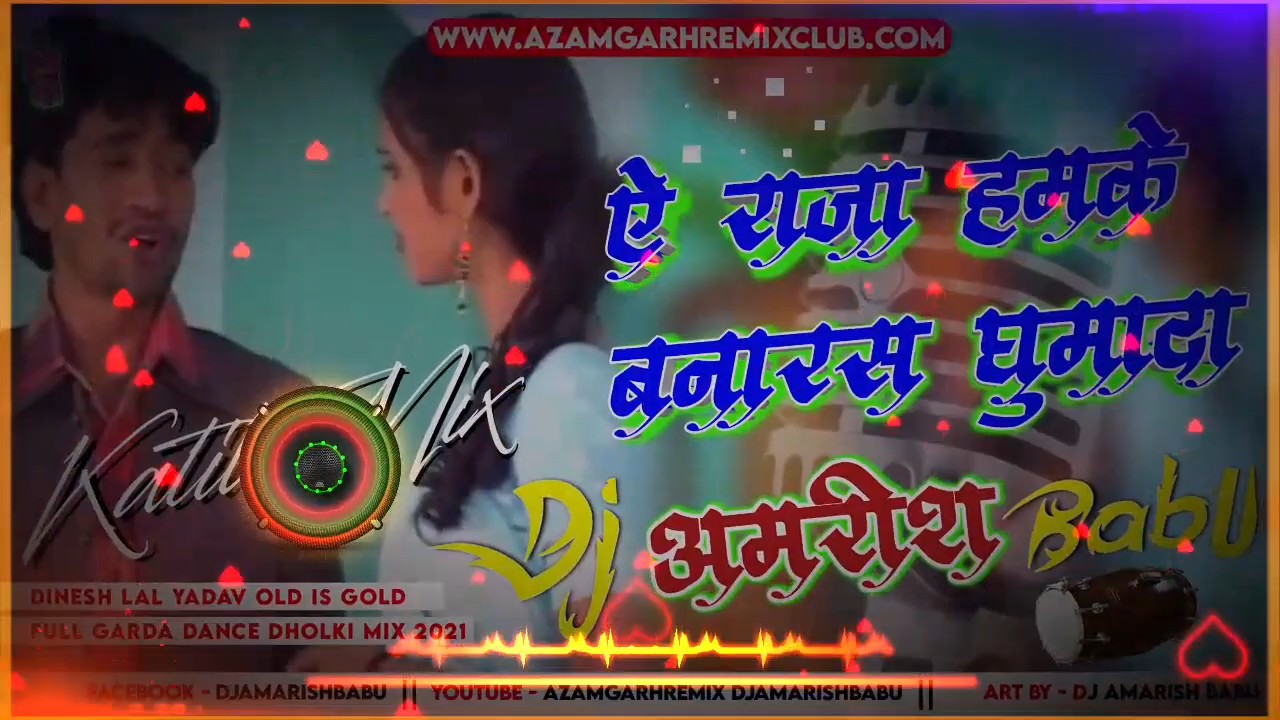 WWW.AZAMGARHREMIXCLUB.COM
ऐ राजा हमके
बनारस घुमादा
Mix
Dj अमरीश Babu
DINESH LAL YADAV OLD IS GOLD
FULL GARDA DANCE DHOLKI MIX 2021
FACEBOOK - DJAMARISHBABU || YOUTUBE - AZAMGARHREMIX DJAMARISHBABU || ART BY - DJ AMARISH BABU